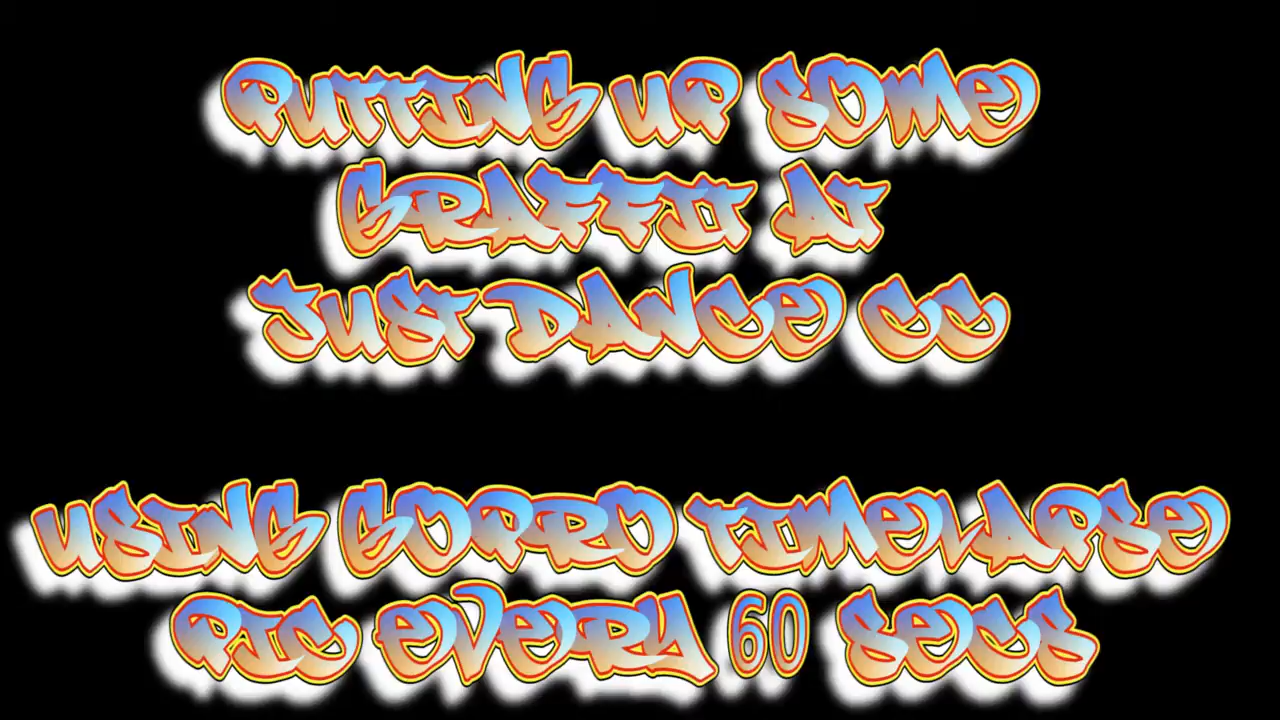 PUTTING UP SOME
GRAFFITI AT
JUST DANCE CC
USING GOPRO TIMELAPSE
PIC EVERY 60 SECS